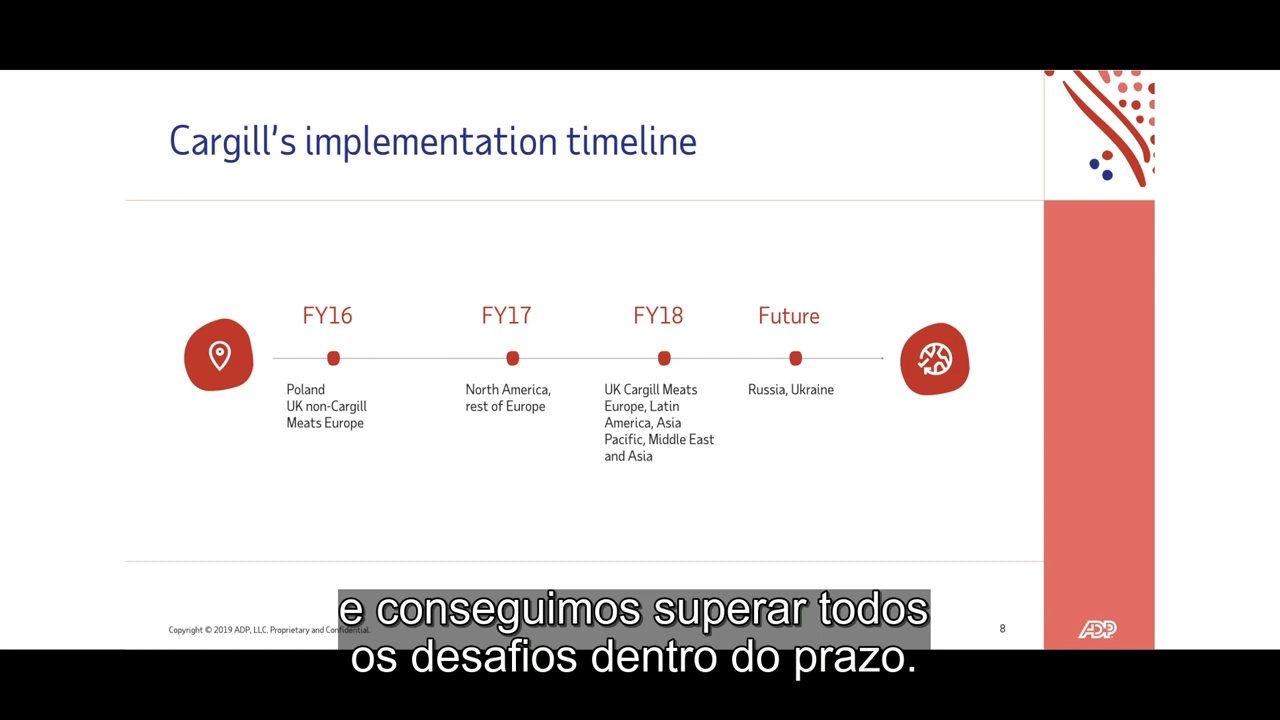 Cargill's implementation timeline
FY16
FY17
FY18
Future
Poland
UK non-Cargill
Meats Europe
North America,
rest of Europe
UK Cargill Meats
Europe, Latin
America, Asia
Pacific, Middle East
and Asia
Russia, Ukraine
Copyright © 2019 ADP, LLC. Proprietary and Confidential.
8
ADP
e conseguimos superar todos
os desafios dentro do prazo.